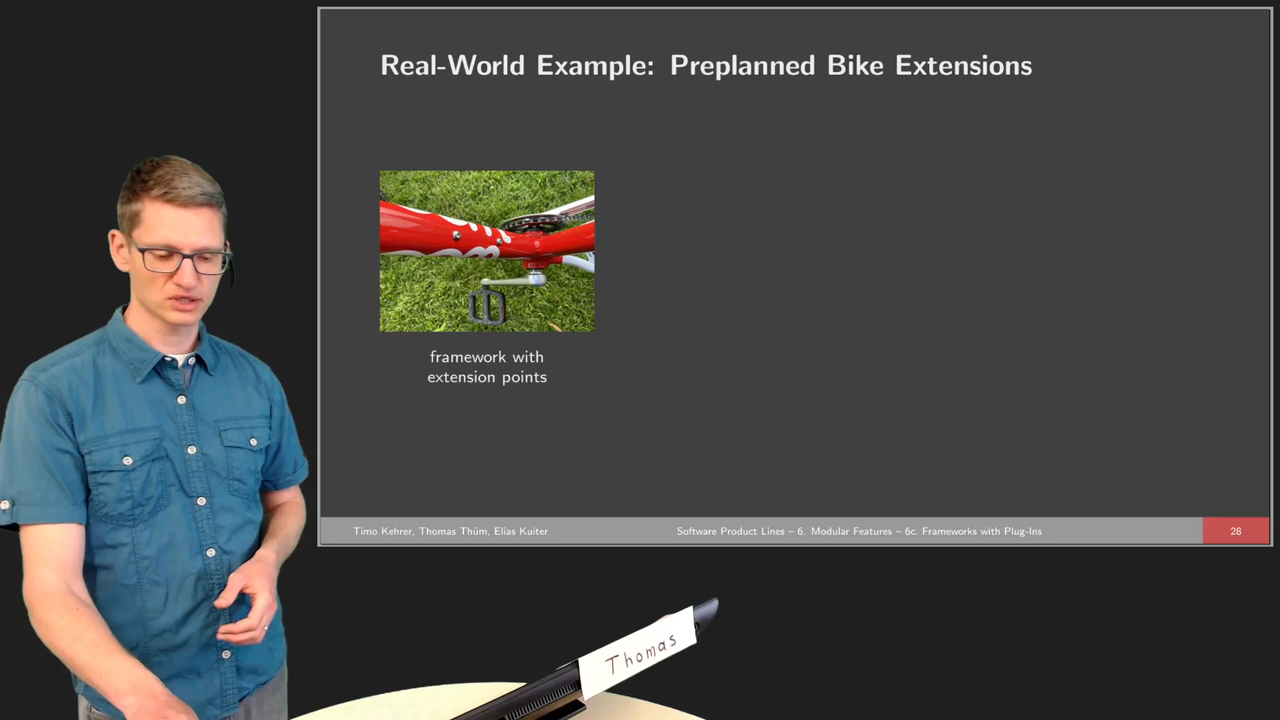 Real-World Example: Preplanned Bike Extensions
framework with
extension points
Timo Kehrer, Thomas Thüm, Elias Kuiter
Software Product Lines – 6. Modular Features – 6c. Frameworks with Plug-Ins
28
Thomas